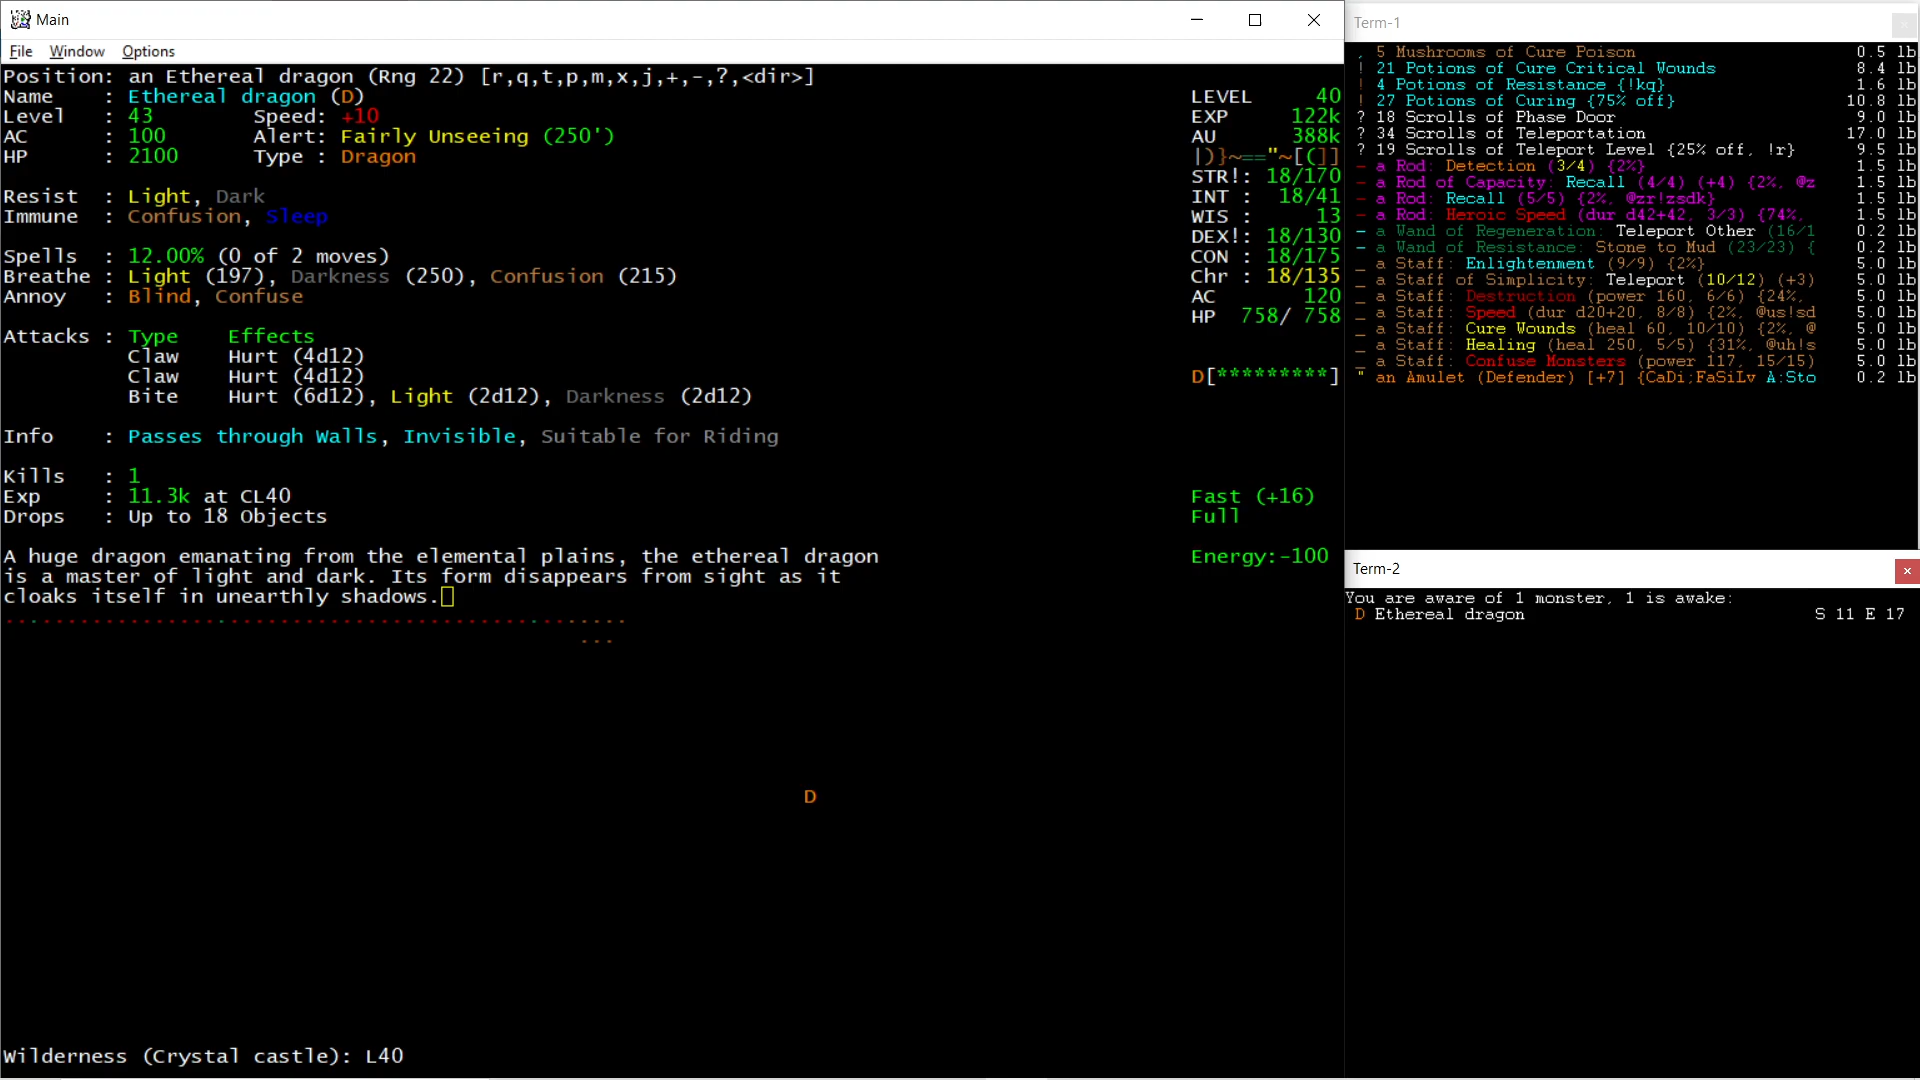 Main
File Window Options
Position: an Ethereal dragon (Rng 22) [r,q,t,p,m,x,j,+,-,?,<dir>]
Name : Ethereal dragon (D)
Level : 43 Speed: +10
AC : 100 Alert: Fairly Unseeing (250')
HP : 2100 Type : Dragon
Resist : Light, Dark
Immune : Confusion, Sleep
Spells : 12.00% (0 of 2 moves)
Breathe : Light (197), Darkness (250), Confusion (215)
Annoy : Blind, Confuse
Attacks : Type Effects
Claw Hurt (4d12)
Claw Hurt (4d12)
Bite Hurt (6d12), Light (2d12), Darkness (2d12)
Info : Passes through Walls, Invisible, Suitable for Riding
Kills : 1
Exp : 11.3k at CL40
Drops : Up to 18 Objects
A huge dragon emanating from the elemental plains, the ethereal dragon
is a master of light and dark. Its form disappears from sight as it
cloaks itself in unearthly shadows.
D
Wilderness (Crystal castle): L40
LEVEL 40
EXP 122k
AU 388k
|)}~=="~[(]]
STR!: 18/170
INT : 18/41
WIS : 13
DEX!: 18/130
CON : 18/175
Chr : 18/135
AC 120
HP 758/ 758
D[*********]
Fast (+16)
Full
Energy:-100
Term-1
, 5 Mushrooms of Cure Poison 0.5 lb
! 21 Potions of Cure Critical Wounds 8.4 lb
! 4 Potions of Resistance {!kq} 1.6 lb
! 27 Potions of Curing {75% off} 10.8 lb
? 18 Scrolls of Phase Door 9.0 lb
? 34 Scrolls of Teleportation 17.0 lb
? 19 Scrolls of Teleport Level {25% off, !r} 9.5 lb
- a Rod: Detection (3/4) {2%} 1.5 lb
- a Rod of Capacity: Recall (4/4) (+4) {2%, @z 1.5 lb
- a Rod: Recall (5/5) {2%, @zr!zsdk} 1.5 lb
- a Rod: Heroic Speed (dur d42+42, 3/3) {74%, 1.5 lb
- a Wand of Regeneration: Teleport Other (16/1 0.2 lb
- a Wand of Resistance: Stone to Mud (23/23) { 0.2 lb
_ a Staff: Enlightenment (9/9) {2%} 5.0 lb
_ a Staff of Simplicity: Teleport (10/12) (+3) 5.0 lb
_ a Staff: Destruction (power 160, 6/6) {24%, 5.0 lb
_ a Staff: Speed (dur d20+20, 8/8) {2%, @us!sd 5.0 lb
_ a Staff: Cure Wounds (heal 60, 10/10) {2%, @ 5.0 lb
_ a Staff: Healing (heal 250, 5/5) {31%, @uh!s 5.0 lb
_ a Staff: Confuse Monsters (power 117, 15/15) 5.0 lb
" an Amulet (Defender) [+7] {CaDi;FaSiLv A:Sto 0.2 lb
Term-2
You are aware of 1 monster, 1 is awake:
D Ethereal dragon S 11 E 17